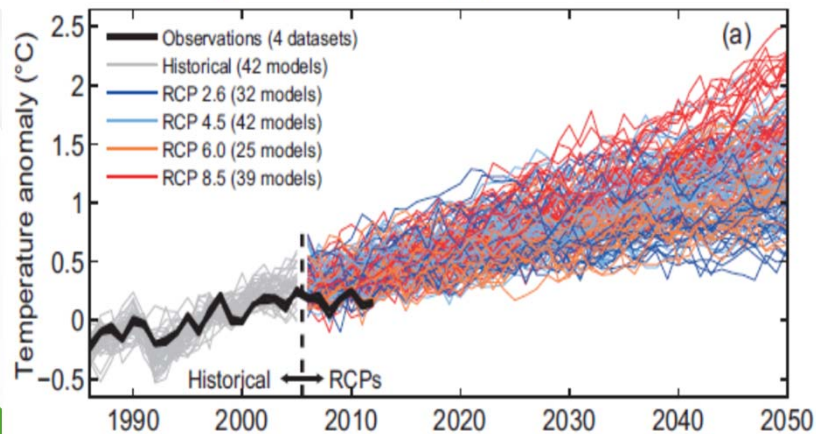 (a)
Temperature anomaly (°C)
2.5
2
1.5
1
0.5
0
−0.5
Observations (4 datasets)
Historical (42 models)
RCP 2.6 (32 models)
RCP 4.5 (42 models)
RCP 6.0 (25 models)
RCP 8.5 (39 models)
Historical
RCPs
1990 2000 2010 2020 2030 2040 2050